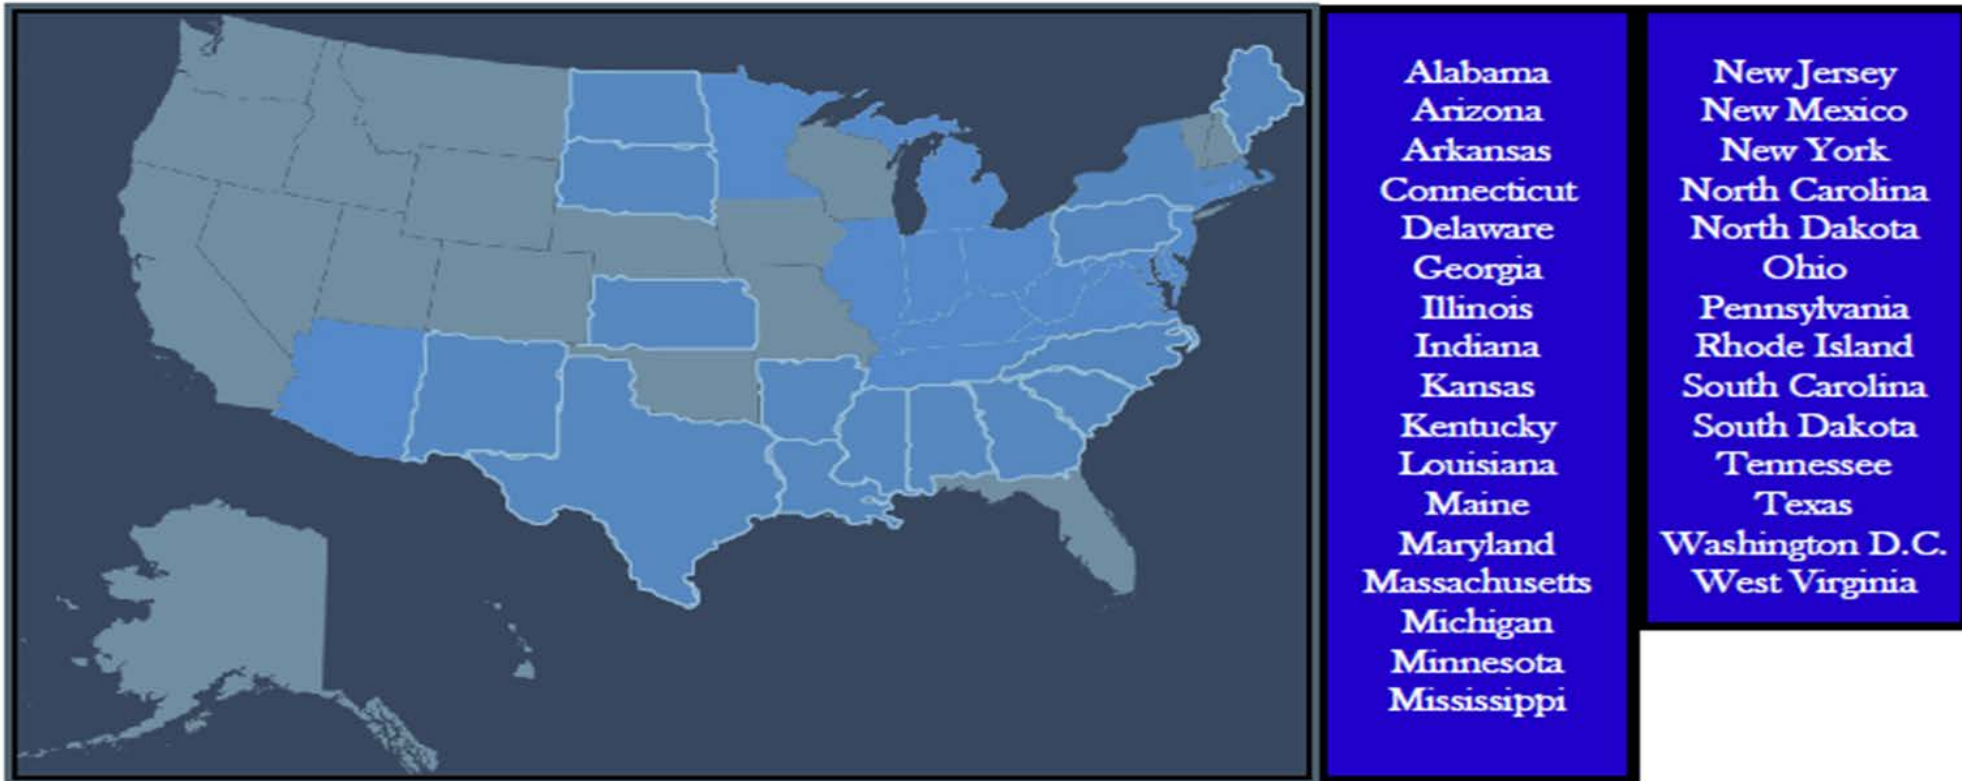 Alabama
Arizona
Arkansas
Connecticut
Delaware
Georgia
Illinois
Indiana
Kansas
Kentucky
Louisiana
Maine
Maryland
Massachusetts
Michigan
Minnesota
Mississippi
New Jersey
New Mexico
New York
North Carolina
North Dakota
Ohio
Pennsylvania
Rhode Island
South Carolina
South Dakota
Tennessee
Texas
Washington D.C.
West Virginia